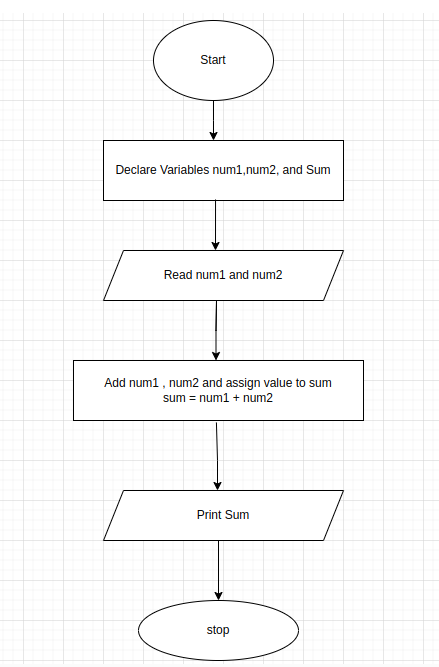 Start
Declare Variables num1,num2, and Sum
Read num1 and num2
Add num1 , num2 and assign value to sum
sum = num1 + num2
Print Sum
stop